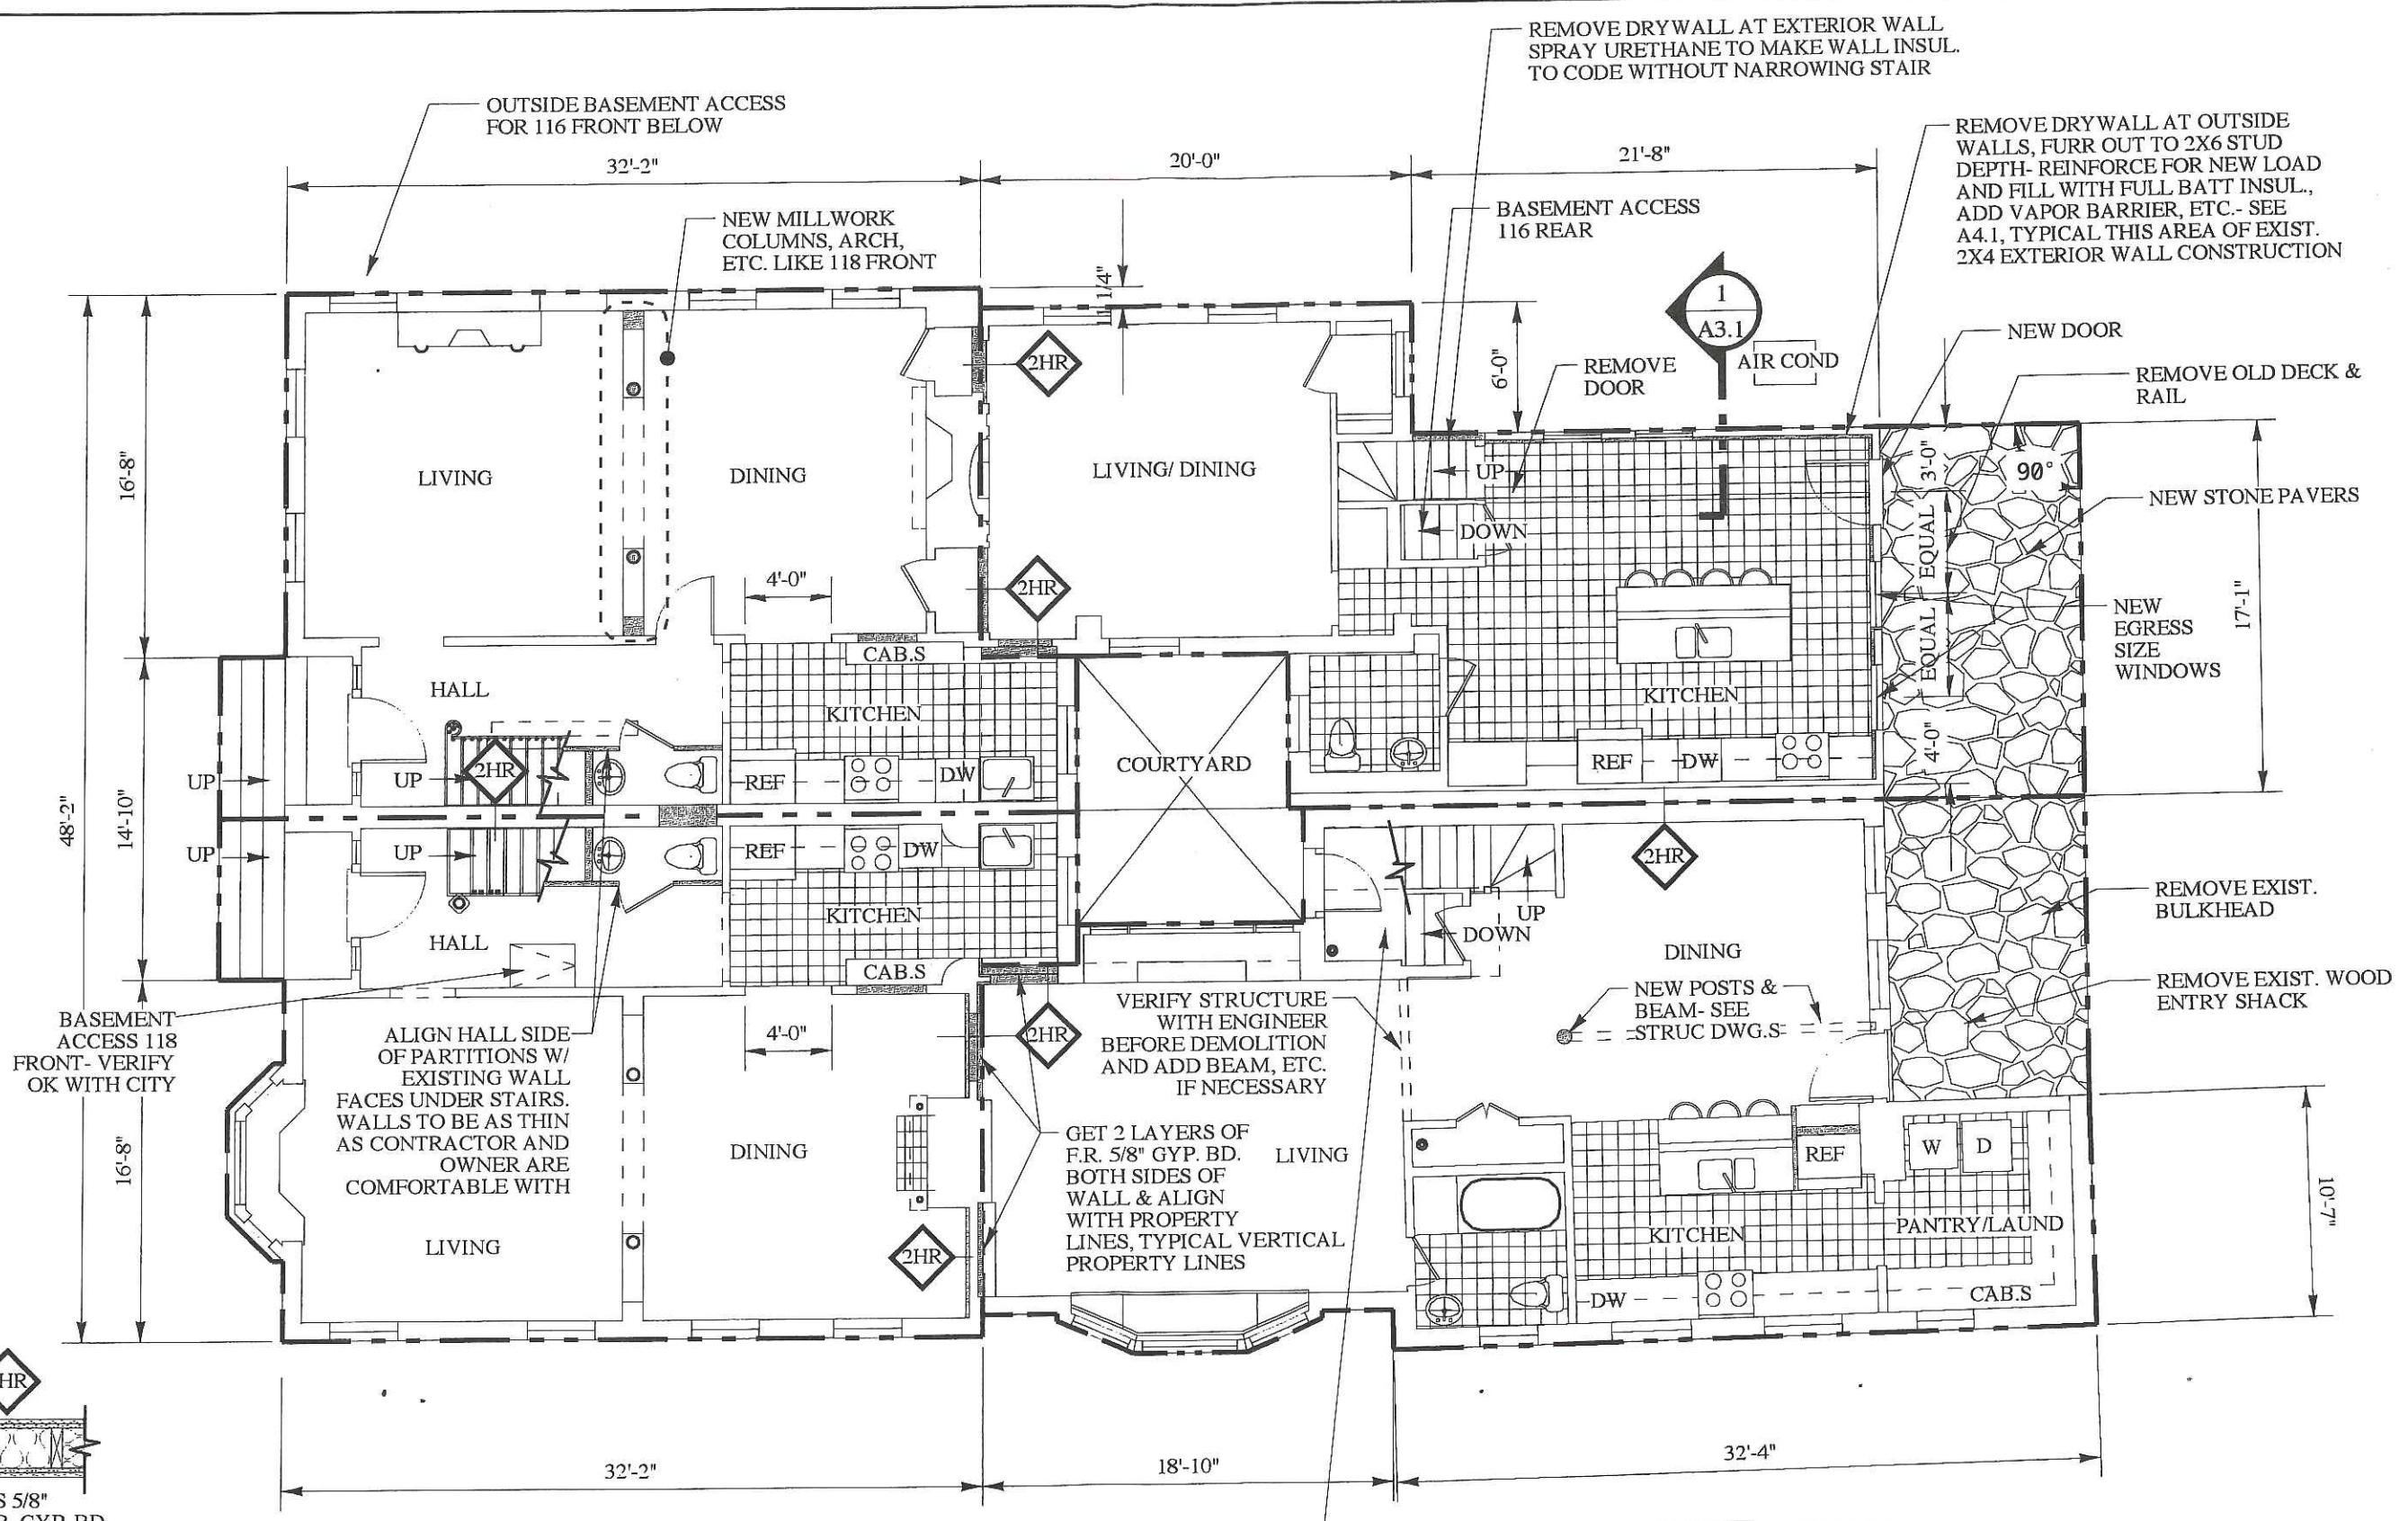 REMOVE DRYWALL AT EXTERIOR WALL
SPRAY URETHANE TO MAKE WALL INSUL.
TO CODE WITHOUT NARROWING STAIR
OUTSIDE BASEMENT ACCESS
FOR 116 FRONT BELOW
REMOVE DRYWALL AT OUTSIDE
WALLS, FURR OUT TO 2X6 STUD
DEPTH- REINFORCE FOR NEW LOAD
AND FILL WITH FULL BATT INSUL.,
ADD VAPOR BARRIER, ETC.- SEE
A4.1, TYPICAL THIS AREA OF EXIST.
2X4 EXTERIOR WALL CONSTRUCTION
32'-2"
20'-0"
21'-8"
NEW MILLWORK
COLUMNS, ARCH,
ETC. LIKE 118 FRONT
BASEMENT ACCESS
116 REAR
11 1/4"
1
A3.1
AIR COND
6'-0"
REMOVE
DOOR
NEW DOOR
REMOVE OLD DECK &
RAIL
2HR
16'-8"
LIVING
DINING
LIVING/ DINING
UP
DOWN
3'-0"
90°
NEW STONE PAVERS
EQUAL
EQUAL
4'-0"
2HR
4'-0"
17'-1"
NEW
EGRESS
SIZE
WINDOWS
CAB.S
HALL
KITCHEN
KITCHEN
COURTYARD
UP
UP
2HR
REF
DW
REF
DW
48'-2"
14'-10"
UP
UP
REF
DW
2HR
KITCHEN
HALL
CAB.S
UP
DOWN
DINING
REMOVE EXIST.
BULKHEAD
REMOVE EXIST. WOOD
ENTRY SHACK
BASEMENT
ACCESS 118
FRONT- VERIFY
OK WITH CITY
ALIGN HALL SIDE
OF PARTITIONS W/
EXISTING WALL
FACES UNDER STAIRS.
WALLS TO BE AS THIN
AS CONTRACTOR AND
OWNER ARE
COMFORTABLE WITH
4'-0"
2HR
VERIFY STRUCTURE
WITH ENGINEER
BEFORE DEMOLITION
AND ADD BEAM, ETC.
IF NECESSARY
NEW POSTS &
BEAM- SEE
STRUC DWG.S
16'-8"
LIVING
DINING
2HR
GET 2 LAYERS OF
F.R. 5/8" GYP. BD.
BOTH SIDES OF
WALL & ALIGN
WITH PROPERTY
LINES, TYPICAL VERTICAL
PROPERTY LINES
LIVING
REF
W
D
KITCHEN
PANTRY/LAUND
DW
CAB.S
10'-7"
HR
32'-2"
18'-10"
32'-4"
5/8"
GYP. BD.